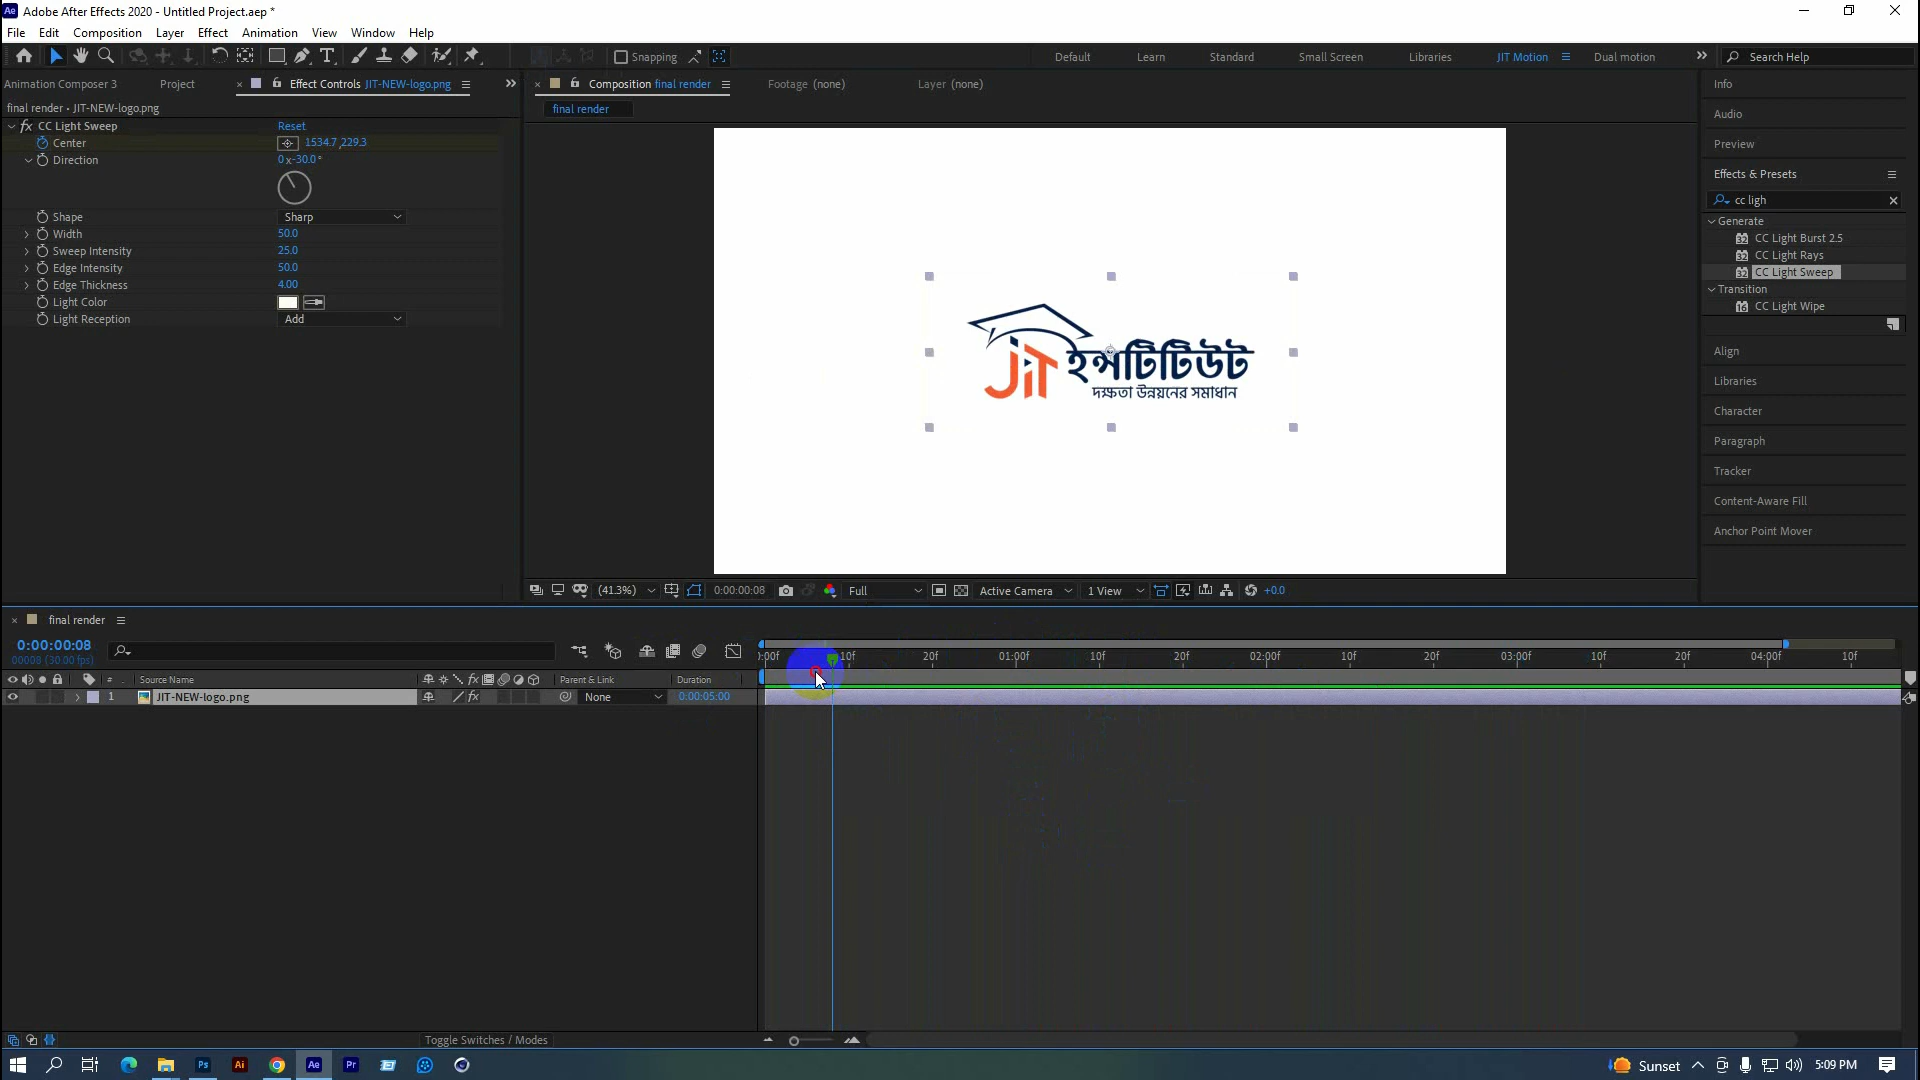 Adobe After Effects 2020 - Untitled Project.aep *
File Edit Composition Layer Effect Animation View Window Help
Snapping
Default Learn Standard Small Screen Libraries JIT Motion Dual motion
Search Help
Animation Composer 3 Project Effect Controls JIT-NEW-logo.png
final render • JIT-NEW-logo.png
fx CC Light Sweep Reset
Center 1534.7 ,229.3
Direction 0 x-30.0 °
Shape Sharp
Width 50.0
Sweep Intensity 25.0
Edge Intensity 50.0
Edge Thickness 4.00
Light Color
Light Reception Add
Composition final render Footage (none) Layer (none)
final render
JiT ইন্সটিটিউট
দক্ষতা উন্নয়নের সমাধান
(41.3%) 0:00:00:08 Full Active Camera 1 View +0.0
Info
Audio
Preview
Effects & Presets
cc ligh
Generate
CC Light Burst 2.5
CC Light Rays
CC Light Sweep
Transition
CC Light Wipe
Align
Libraries
Character
Paragraph
Tracker
Content-Aware Fill
Anchor Point Mover
final render
0:00:00:08
00008 (30.00 fps)
:00f 10f 20f 01:00f 10f 20f 02:00f 10f 20f 03:00f 10f 20f 04:00f 10f
# Source Name Parent & Link Duration
1 JIT-NEW-logo.png None 0:00:05:00
Toggle Switches / Modes
Sunset 5:09 PM